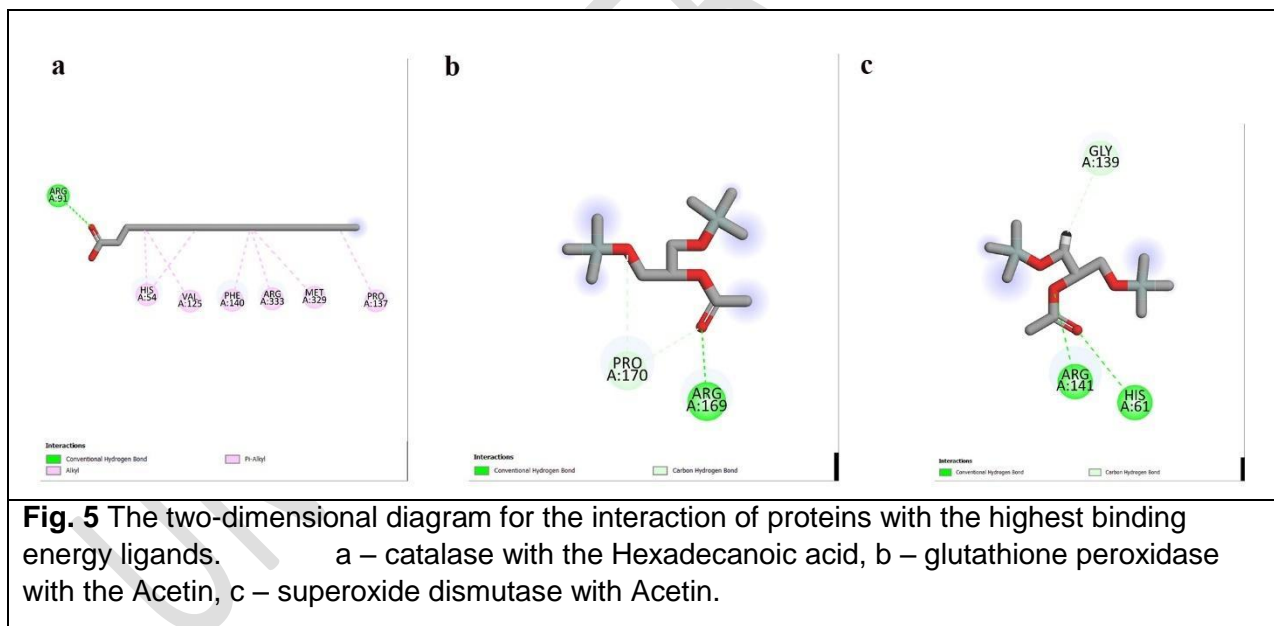 a
b
c
ARG
A:91
HIS
A:54
VAL
A:125
PHE
A:140
ARG
A:333
MET
A:329
PRO
A:137
Interactions
Conventional Hydrogen Bond
Alkyl
Pi-Alkyl
PRO
A:170
ARG
A:169
Interactions
Conventional Hydrogen Bond
Carbon Hydrogen Bond
GLY
A:139
ARG
A:141
HIS
A:61
Interactions
Conventional Hydrogen Bond
Carbon Hydrogen Bond
Fig. 5 The two-dimensional diagram for the interaction of proteins with the highest binding
energy ligands. a – catalase with the Hexadecanoic acid, b – glutathione peroxidase
with the Acetin, c – superoxide dismutase with Acetin.